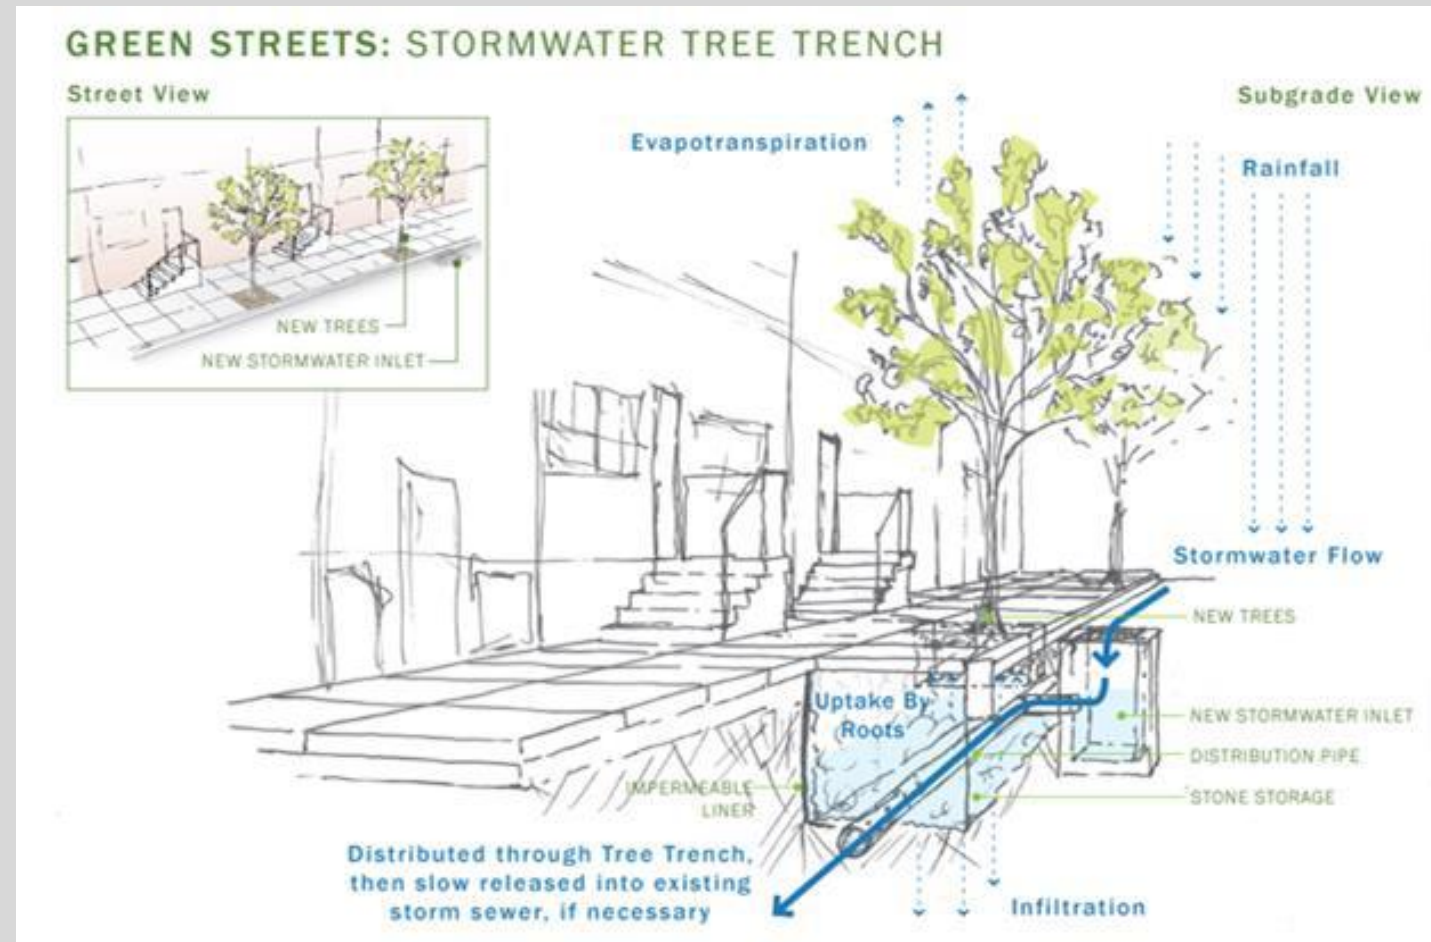 GREEN STREETS: STORMWATER TREE TRENCH
Street View
Subgrade View
NEW TREES
NEW STORMWATER INLET
Evapotranspiration
Rainfall
Stormwater Flow
NEW TREES
Uptake By
Roots
NEW STORMWATER INLET
DISTRIBUTION PIPE
IMPERMEABLE
LINER
STONE STORAGE
Distributed through Tree Trench,
then slow released into existing
storm sewer, if necessary
Infiltration